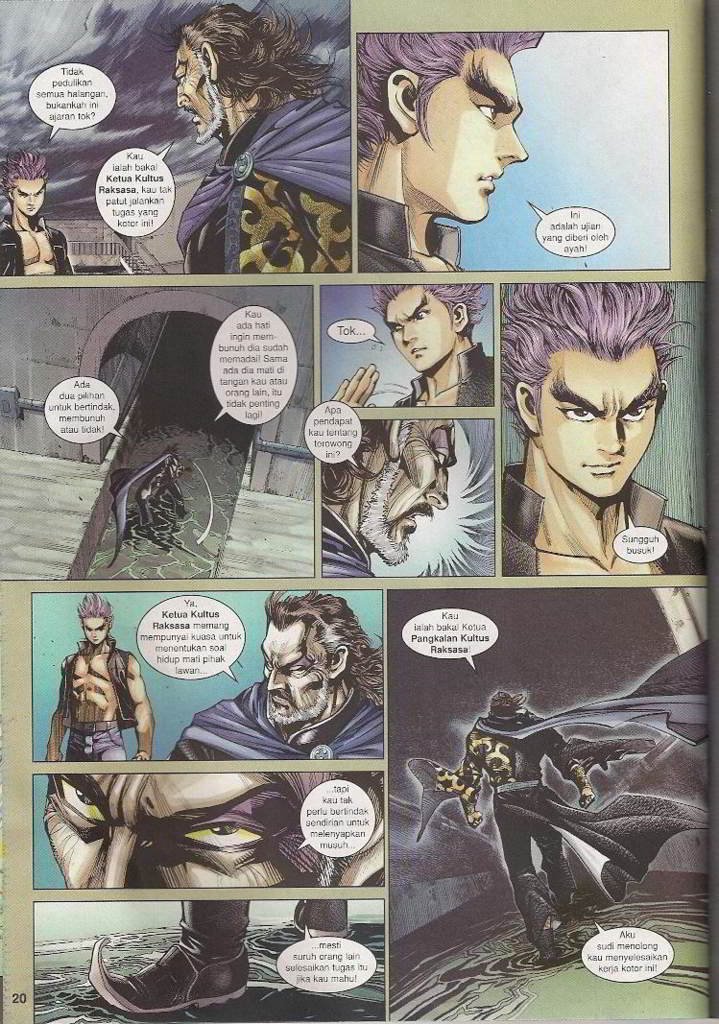 Tidak
pedulikan
semua halangan,
bukankah ini
ajaran tok?
Kau
ialah bakal
Ketua Kultus
Raksasa, kau tak
patut jalankan
tugas yang
kotor ini!
Ini
adalah ujian
yang diberi oleh
ayah!
Ada
dua pilihan
untuk bertindak,
membunuh
atau tidak!
Kau
ada hati
ingin mem-
bunuh dia sudah
memadai! Sama
ada dia mati di
tangan kau atau
orang lain, itu
tidak penting
lagi!
Tok...
Apa
pendapat
kau tentang
terowong
ini?
Sungguh
busuk!
Ya,
Ketua Kultus
Raksasa memang
mempunyai kuasa untuk
menentukan soal
hidup mati pihak
lawan...
...tapi
kau tak
perlu bertindak
sendirian untuk
melenyapkan
musuh...
...mesti
suruh orang lain
selesaikan tugas itu
jika kau mahu!
Kau
ialah bakal Ketua
Pangkalan Kultus
Raksasa!
Aku
sudi menolong
kau menyelesaikan
kerja kotor ini!
20